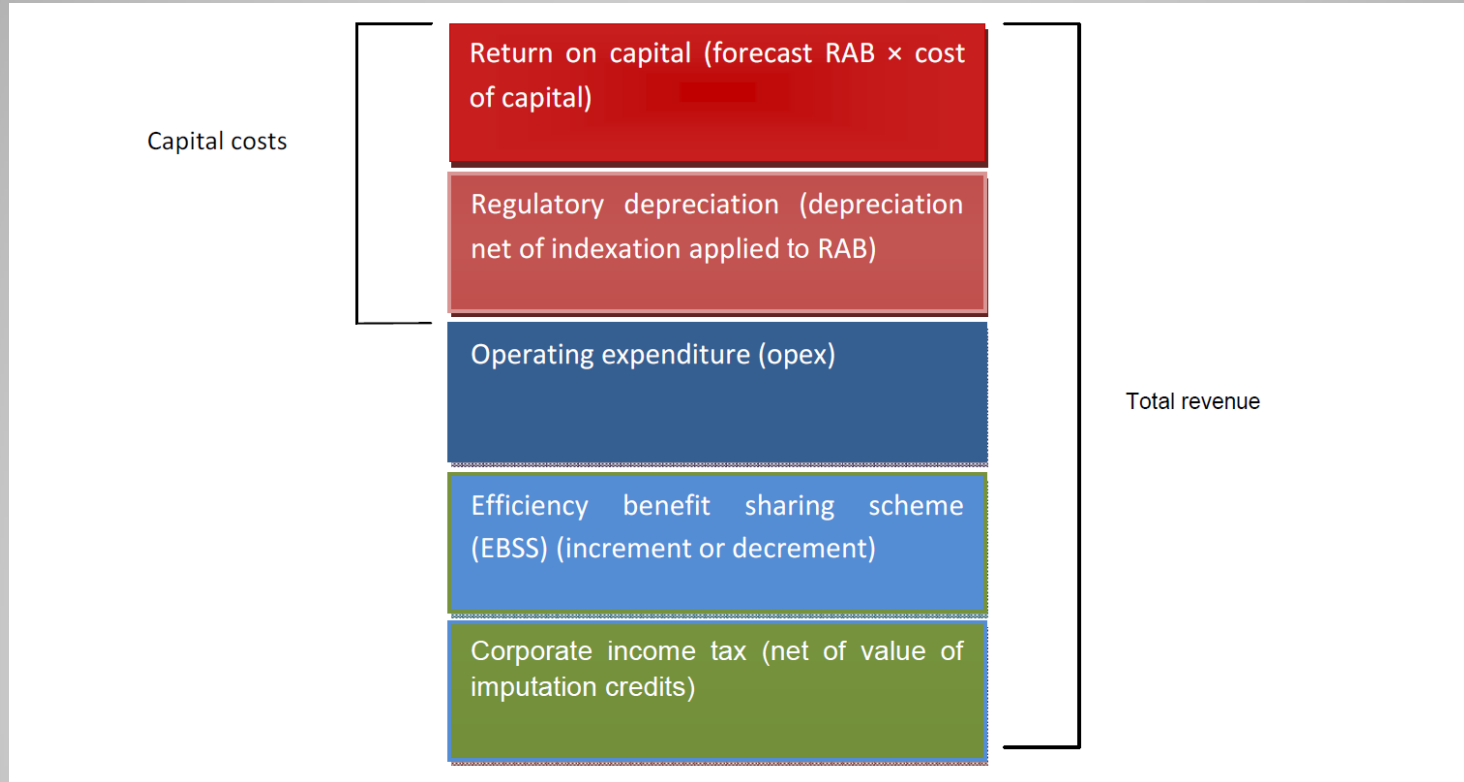 Return on capital (forecast RAB × cost
of capital)
Capital costs
Regulatory depreciation (depreciation
net of indexation applied to RAB)
Operating expenditure (opex)
Total revenue
Efficiency benefit sharing scheme
(EBSS) (increment or decrement)
Corporate income tax (net of value of
imputation credits)